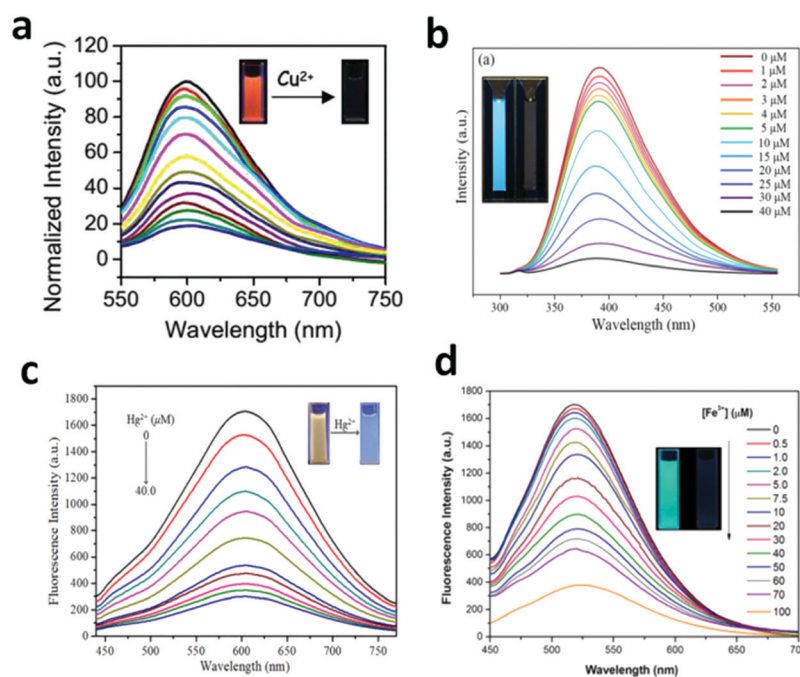 a
Normalized Intensity (a.u.)
120
100
80
60
40
20
0
550
600
650
700
750
Wavelength (nm)
Cu²⁺
b
(a)
Intensity (a.u.)
0 μM
1 μM
2 μM
3 μM
4 μM
5 μM
10 μM
15 μM
20 μM
25 μM
30 μM
40 μM
300
350
400
450
500
550
Wavelength (nm)
c
Fluorescence Intensity (a.u.)
1800
1600
1400
1200
1000
800
600
400
200
0
Hg²⁺ (μM)
0
40.0
Hg²⁺
450
500
550
600
650
700
750
Wavelength (nm)
d
Fluorescence Intensity (a.u.)
1800
1600
1400
1200
1000
800
600
400
200
0
[Fe³⁺] (μM)
0
0.5
1.0
2.0
5.0
7.5
10
20
30
40
50
60
70
100
450
500
550
600
650
700
Wavelength (nm)